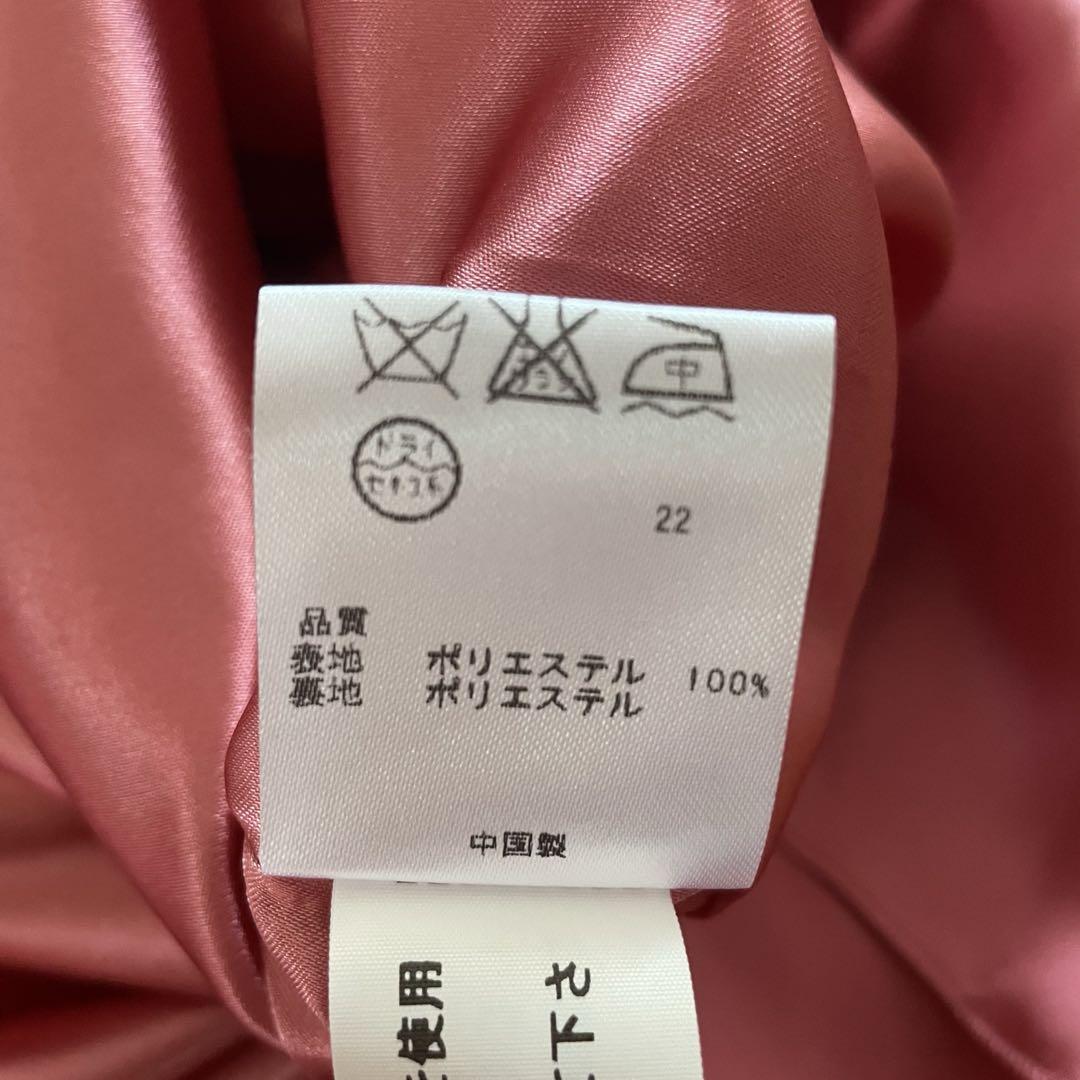 中
ドライ
セキユ系
22
品質
表地 ポリエステル 100%
裏地 ポリエステル
中国製
使用
下さ